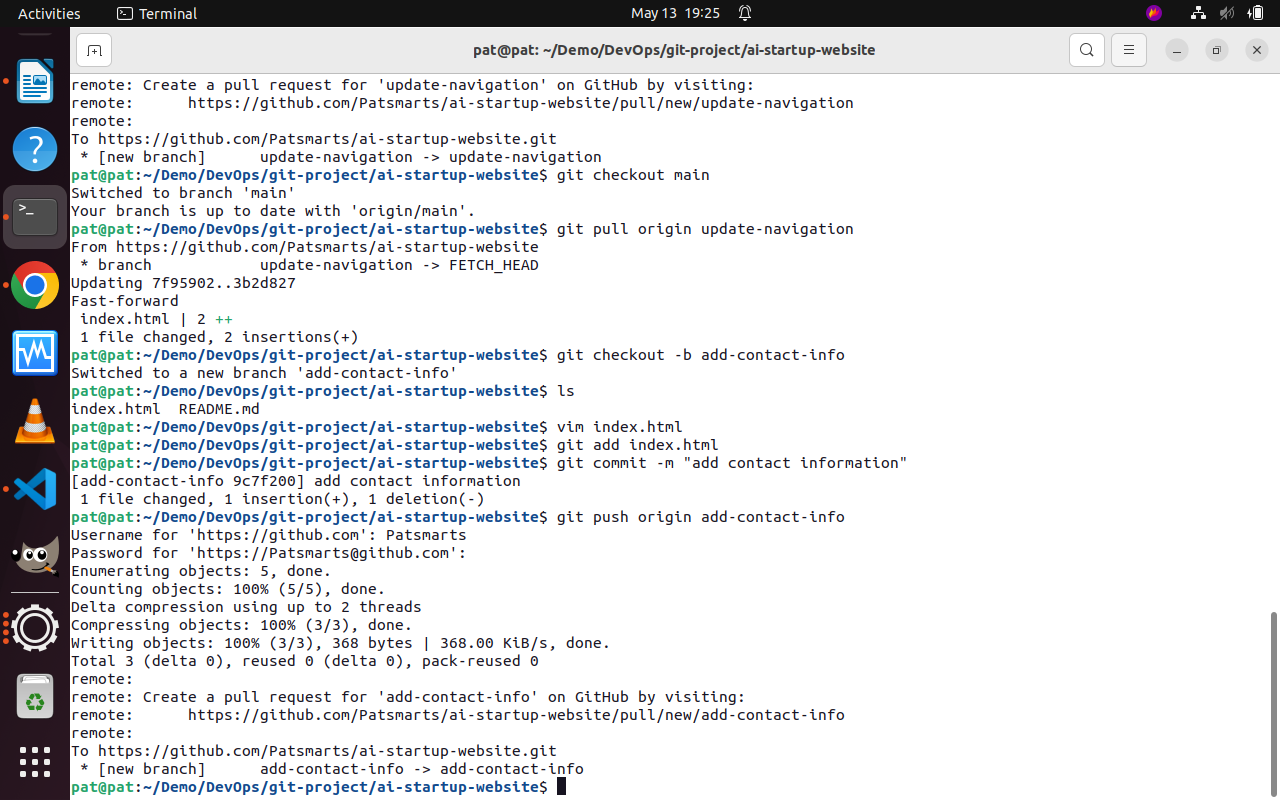 Activities
Terminal
May 13 19:25
pat@pat: ~/Demo/DevOps/git-project/ai-startup-website
remote: Create a pull request for 'update-navigation' on GitHub by visiting:
remote:      https://github.com/Patsmarts/ai-startup-website/pull/new/update-navigation
remote:
To https://github.com/Patsmarts/ai-startup-website.git
 * [new branch]      update-navigation -> update-navigation
pat@pat:~/Demo/DevOps/git-project/ai-startup-website$ git checkout main
Switched to branch 'main'
Your branch is up to date with 'origin/main'.
pat@pat:~/Demo/DevOps/git-project/ai-startup-website$ git pull origin update-navigation
From https://github.com/Patsmarts/ai-startup-website
 * branch            update-navigation -> FETCH_HEAD
Updating 7f95902..3b2d827
Fast-forward
 index.html | 2 ++
 1 file changed, 2 insertions(+)
pat@pat:~/Demo/DevOps/git-project/ai-startup-website$ git checkout -b add-contact-info
Switched to a new branch 'add-contact-info'
pat@pat:~/Demo/DevOps/git-project/ai-startup-website$ ls
index.html  README.md
pat@pat:~/Demo/DevOps/git-project/ai-startup-website$ vim index.html
pat@pat:~/Demo/DevOps/git-project/ai-startup-website$ git add index.html
pat@pat:~/Demo/DevOps/git-project/ai-startup-website$ git commit -m "add contact information"
[add-contact-info 9c7f200] add contact information
 1 file changed, 1 insertion(+), 1 deletion(-)
pat@pat:~/Demo/DevOps/git-project/ai-startup-website$ git push origin add-contact-info
Username for 'https://github.com': Patsmarts
Password for 'https://Patsmarts@github.com':
Enumerating objects: 5, done.
Counting objects: 100% (5/5), done.
Delta compression using up to 2 threads
Compressing objects: 100% (3/3), done.
Writing objects: 100% (3/3), 368 bytes | 368.00 KiB/s, done.
Total 3 (delta 0), reused 0 (delta 0), pack-reused 0
remote:
remote: Create a pull request for 'add-contact-info' on GitHub by visiting:
remote:      https://github.com/Patsmarts/ai-startup-website/pull/new/add-contact-info
remote:
To https://github.com/Patsmarts/ai-startup-website.git
 * [new branch]      add-contact-info -> add-contact-info
pat@pat:~/Demo/DevOps/git-project/ai-startup-website$